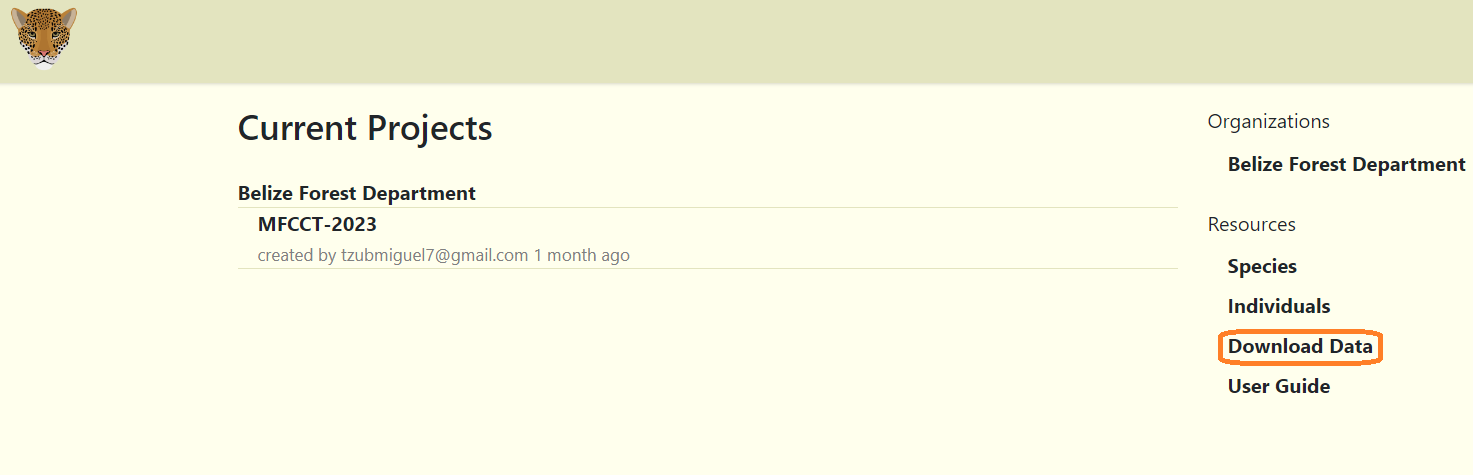 Current Projects
Belize Forest Department
MFCCT-2023
created by tzubmiguel7@gmail.com 1 month ago
Organizations
Belize Forest Department
Resources
Species
Individuals
Download Data
User Guide